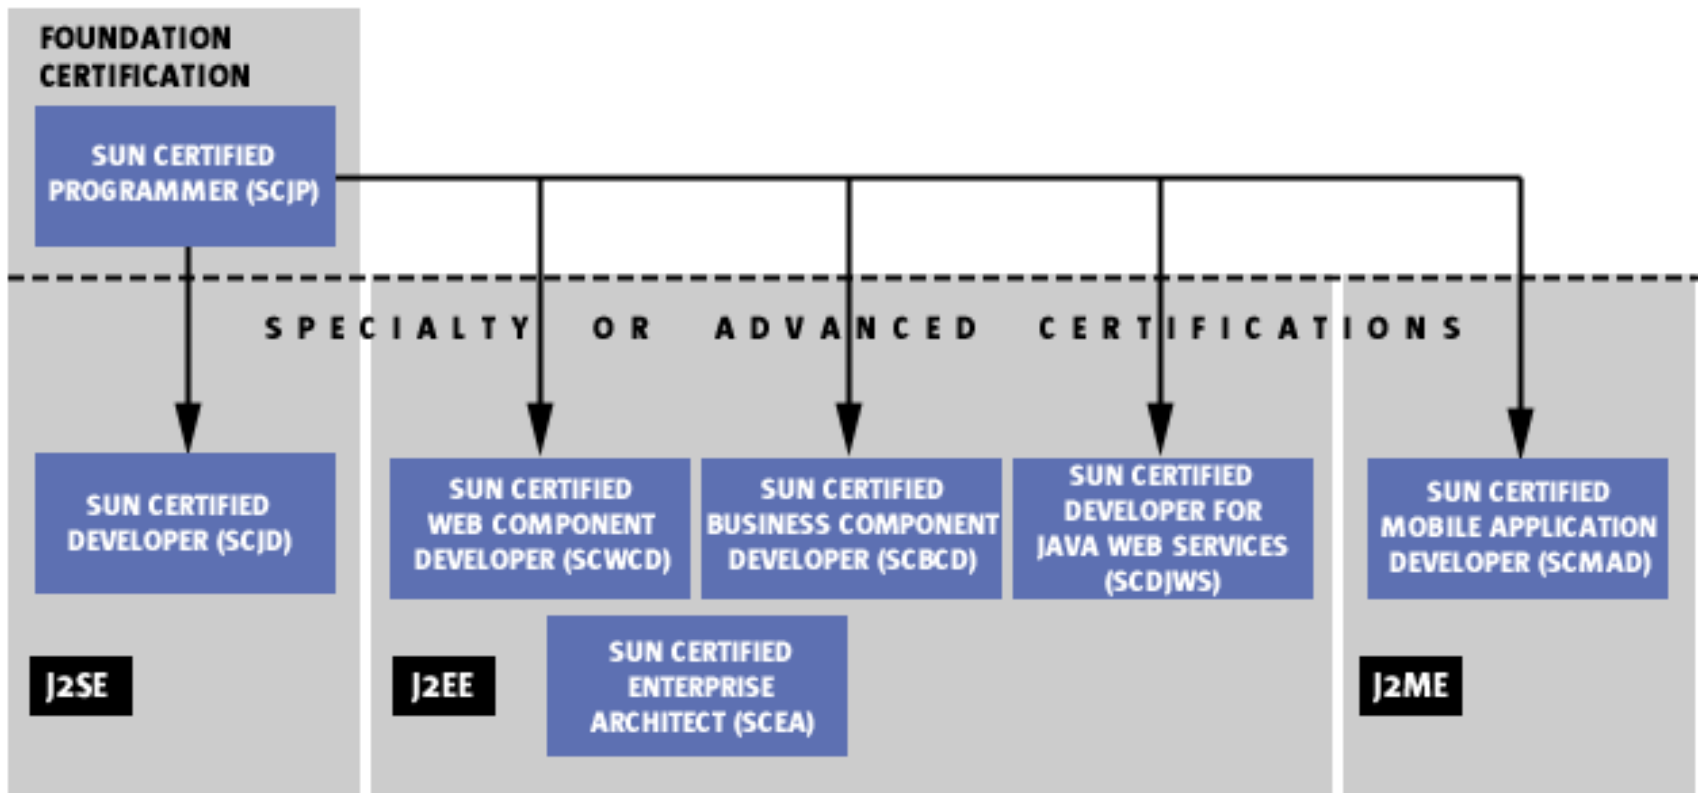 FOUNDATION
CERTIFICATION
SUN CERTIFIED
PROGRAMMER (SCJP)
SPECIALTY OR ADVANCED CERTIFICATIONS
SUN CERTIFIED
DEVELOPER (SCJD)
SUN CERTIFIED
WEB COMPONENT
DEVELOPER (SCWCD)
SUN CERTIFIED
BUSINESS COMPONENT
DEVELOPER (SCBCD)
SUN CERTIFIED
DEVELOPER FOR
JAVA WEB SERVICES
(SCDJWS)
SUN CERTIFIED
MOBILE APPLICATION
DEVELOPER (SCMAD)
J2SE
J2EE
SUN CERTIFIED
ENTERPRISE
ARCHITECT (SCEA)
J2ME